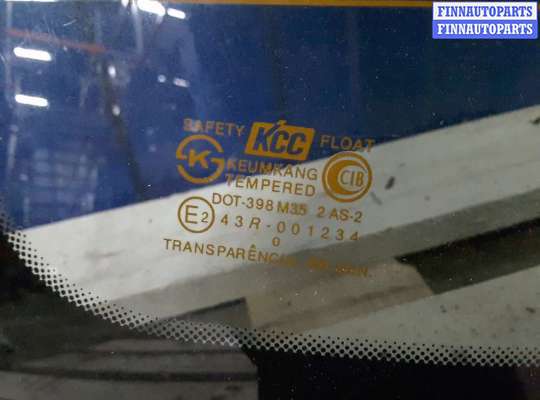 FINNAUTOPARTS
FINNAUTOPARTS
SAFETY KCC FLOAT
KEUMKANG
TEMPERED
K CIB
DOT-398 M35 2 AS-2
E2 43R-001234
0
TRANSPARÊNCIA MIN.